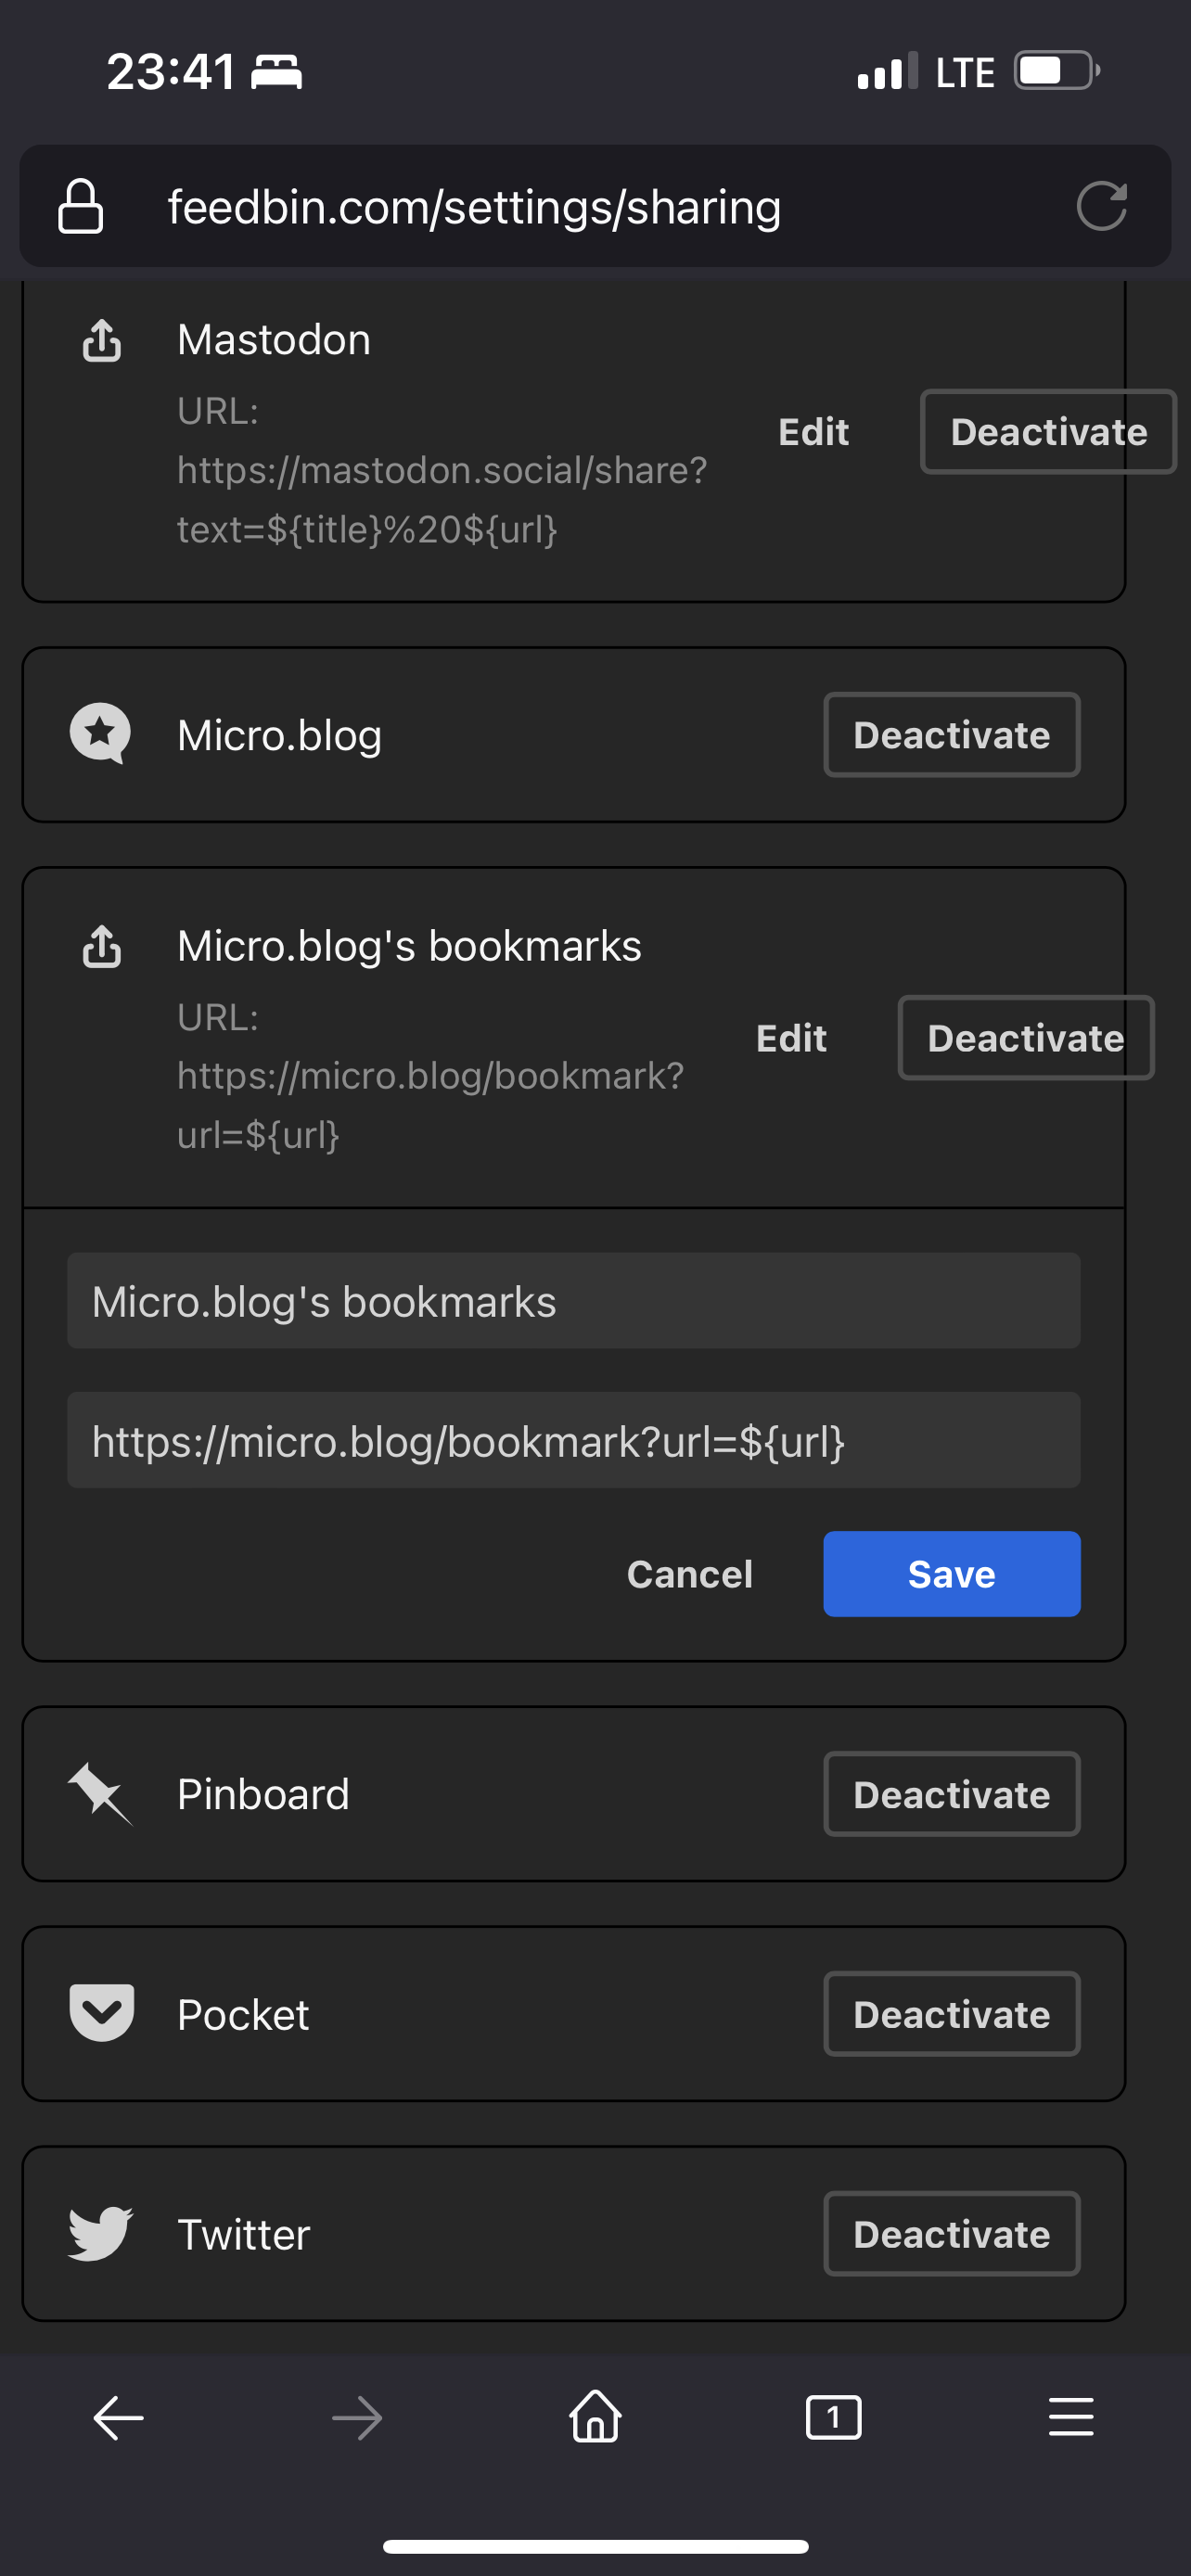 23:41
LTE
feedbin.com/settings/sharing
Mastodon
URL:
https://mastodon.social/share?
text=${title}%20${url}
Edit
Deactivate
Micro.blog
Deactivate
Micro.blog's bookmarks
URL:
https://micro.blog/bookmark?
url=${url}
Edit
Deactivate
Micro.blog's bookmarks
https://micro.blog/bookmark?url=${url}
Cancel
Save
Pinboard
Deactivate
Pocket
Deactivate
Twitter
Deactivate
1